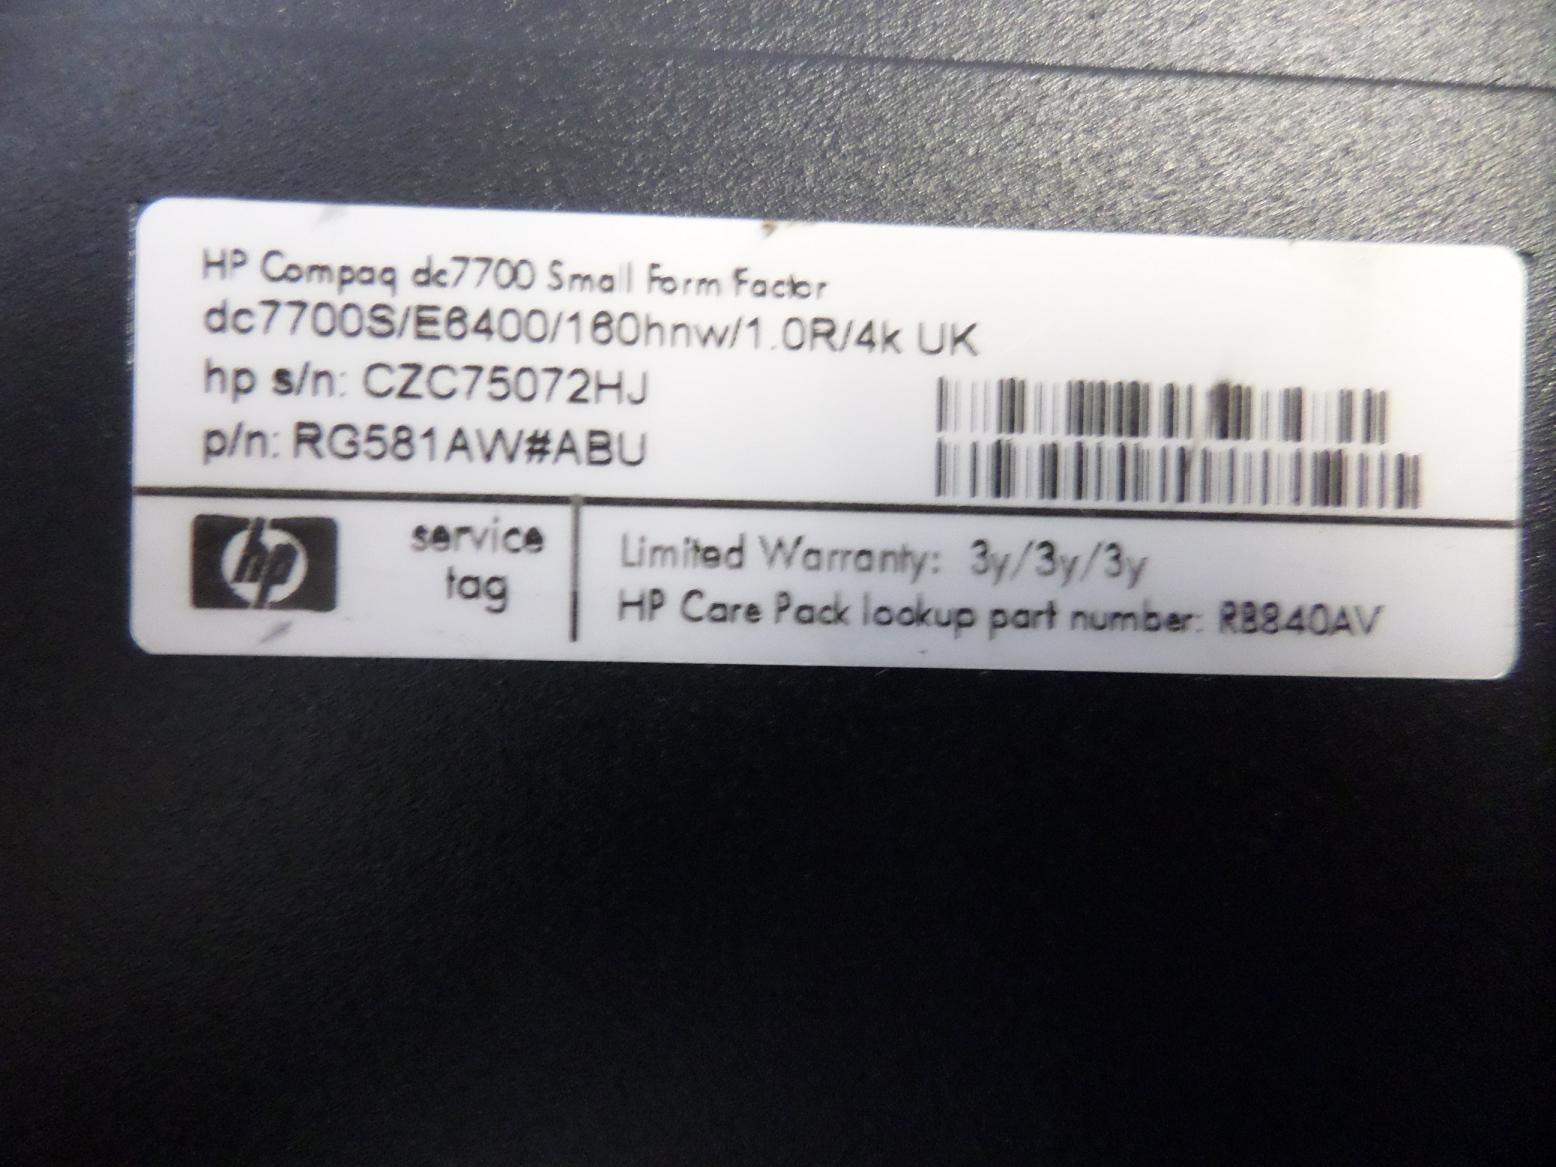 HP Compaq dc7700 Small Form Factor
dc7700S/E6400/160hnw/1.0R/4k UK
hp s/n: CZC75072HJ
p/n: RG581AW#ABU
hp
service
tag
Limited Warranty: 3y/3y/3y
HP Care Pack lookup part number: RB840AV